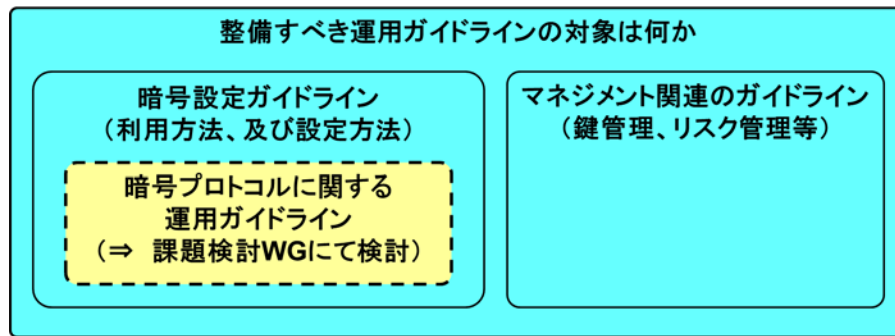 整備すべき運用ガイドラインの対象は何か
暗号設定ガイドライン
（利用方法、及び設定方法）
暗号プロトコルに関する
運用ガイドライン
（⇒ 課題検討WGにて検討）
マネジメント関連のガイドライン
（鍵管理、リスク管理等）